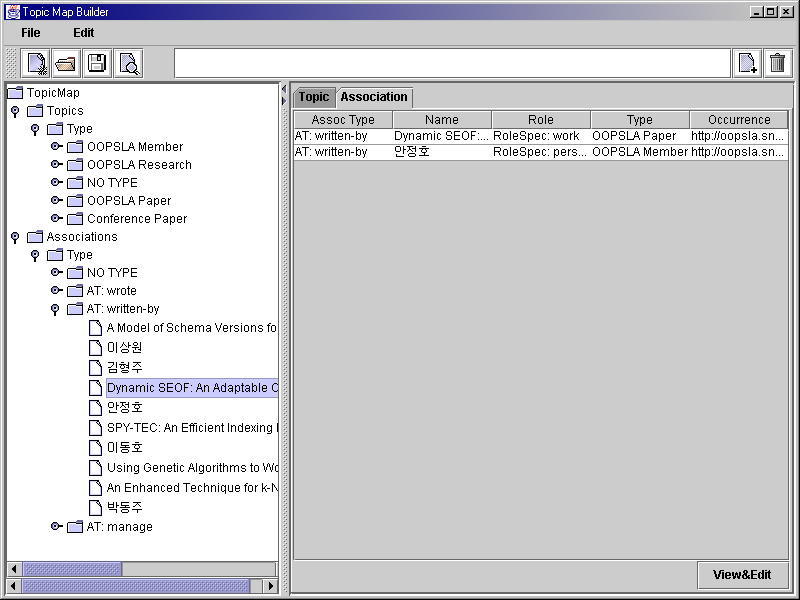 Topic Map Builder
File Edit
TopicMap
Topics
Type
OOPSLA Member
OOPSLA Research
NO TYPE
OOPSLA Paper
Conference Paper
Associations
Type
NO TYPE
AT: wrote
AT: written-by
A Model of Schema Versions fo
이상원
김형주
Dynamic SEOF: An Adaptable
안정호
SPY-TEC: An Efficient Indexing
이동호
Using Genetic Algorithms to Wo
An Enhanced Technique for k-N
박동주
AT: manage
Topic Association
Assoc Type Name Role Type Occurrence
AT: written-by Dynamic SEOF:... RoleSpec: work OOPSLA Paper http://oopsla.sn...
AT: written-by 안정호 RoleSpec: pers... OOPSLA Member http://oopsla.sn...
View&Edit